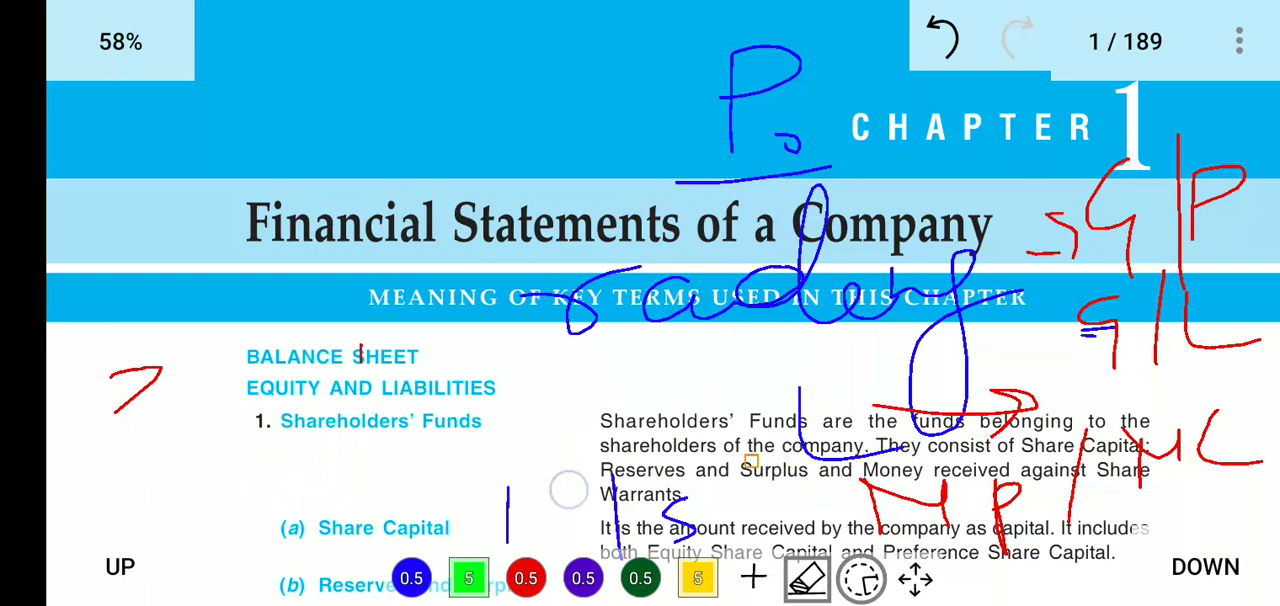 58%
1 / 189
CHAPTER 1
Financial Statements of a Company
MEANING OF KEY TERMS USED IN THIS CHAPTER
BALANCE SHEET
EQUITY AND LIABILITIES
1. Shareholders' Funds
Shareholders' Funds are the funds belonging to the
shareholders of the company. They consist of Share Capital;
Reserves and Surplus and Money received against Share
Warrants.
(a) Share Capital
It is the amount received by the company as capital. It includes
both Equity Share Capital and Preference Share Capital.
(b)
UP
0.5 5 0.5 0.5 0.5 5
DOWN
G/P
G/L